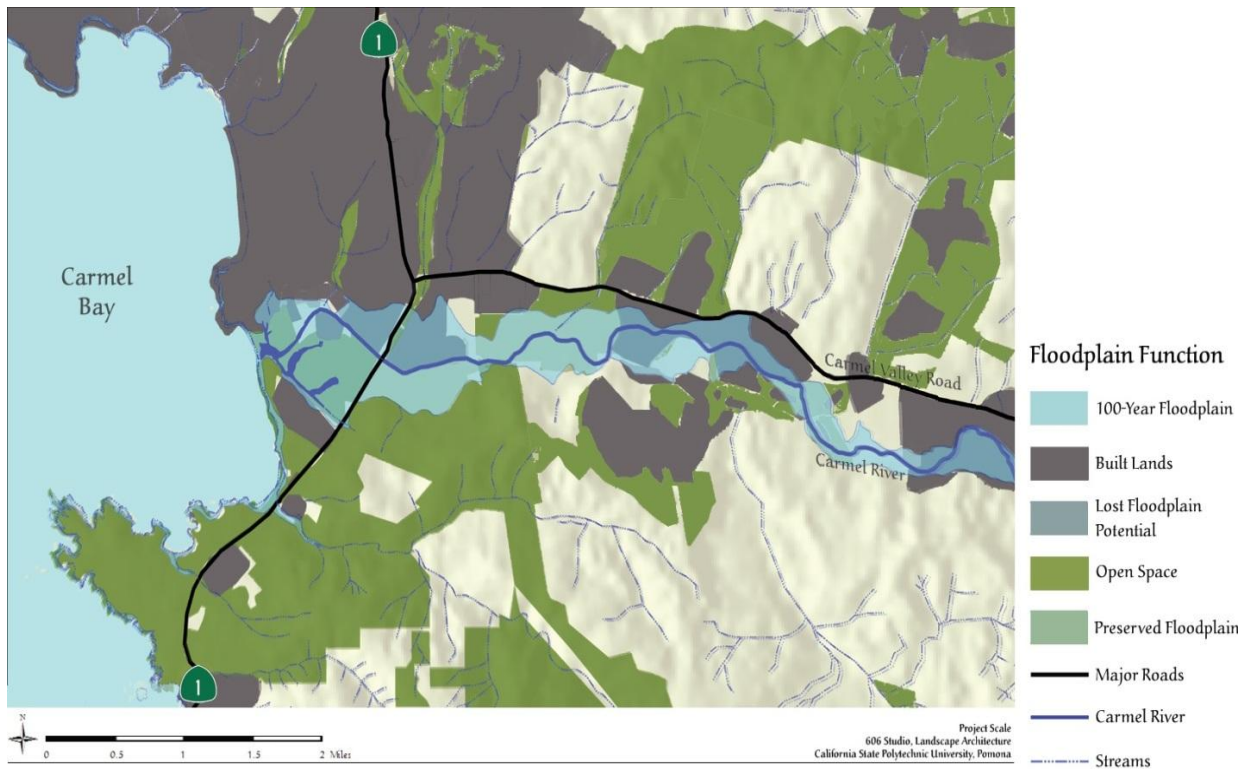 1
Carmel
Bay
Carmel Valley Road
Carmel River
1
Floodplain Function
100-Year Floodplain
Built Lands
Lost Floodplain
Potential
Open Space
Preserved Floodplain
Major Roads
Carmel River
Streams
N
0 0.5 1 1.5 2 Miles
Project Scale
606 Studio, Landscape Architecture
California State Polytechnic University, Pomona